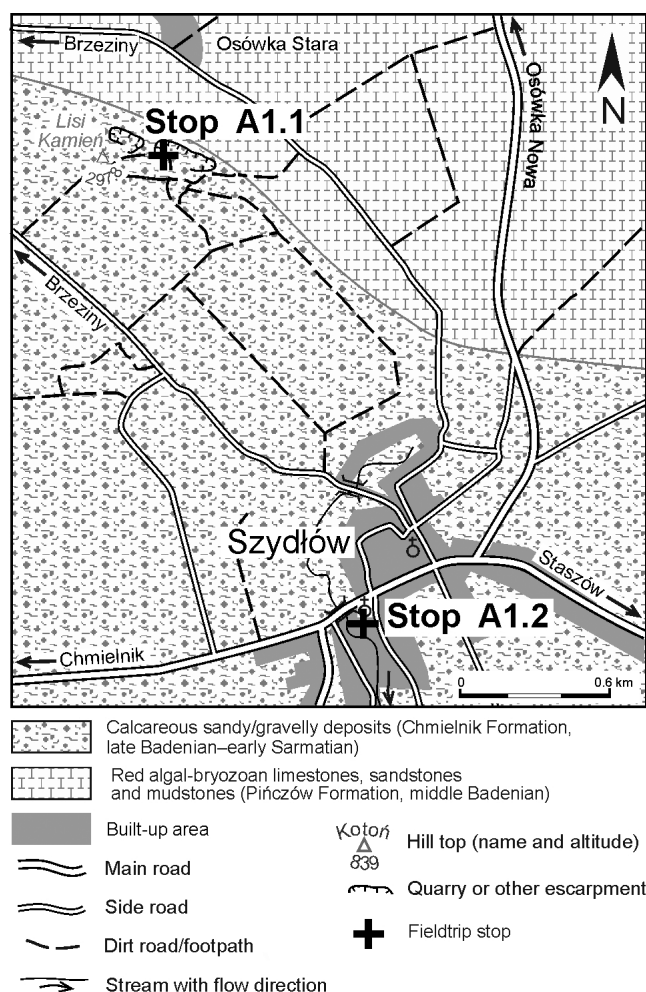 Brzeziny
Osówka Stara
Stop A1.1
Lisi
Kamień
297.8
Osówka Nowa
N
Brzeziny
Szydłów
Staszów
Stop A1.2
Chmielnik
0
0.6 km
Calcareous sandy/gravelly deposits (Chmielnik Formation,
late Badenian–early Sarmatian)
Red algal-bryozoan limestones, sandstones
and mudstones (Pińczów Formation, middle Badenian)
Built-up area
Main road
Side road
Dirt road/footpath
Stream with flow direction
Kotoń
839
Hill top (name and altitude)
Quarry or other escarpment
Fieldtrip stop